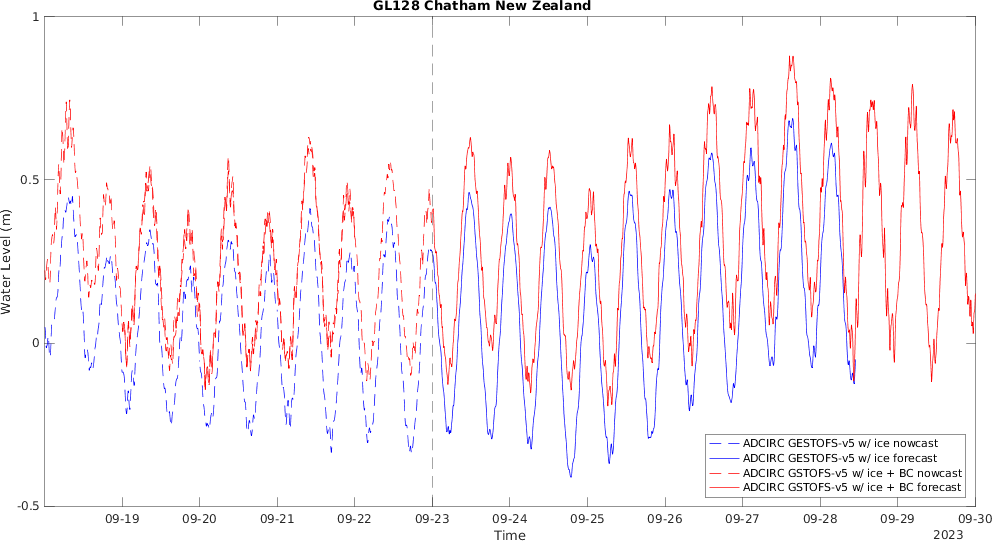 GL128 Chatham New Zealand
1
0.5
0
-0.5
Water Level (m)
ADCIRC GESTOFS-v5 w/ ice nowcast
ADCIRC GESTOFS-v5 w/ ice forecast
ADCIRC GSTOFS-v5 w/ ice + BC nowcast
ADCIRC GSTOFS-v5 w/ ice + BC forecast
09-19 09-20 09-21 09-22 09-23 09-24 09-25 09-26 09-27 09-28 09-29 09-30
Time
2023